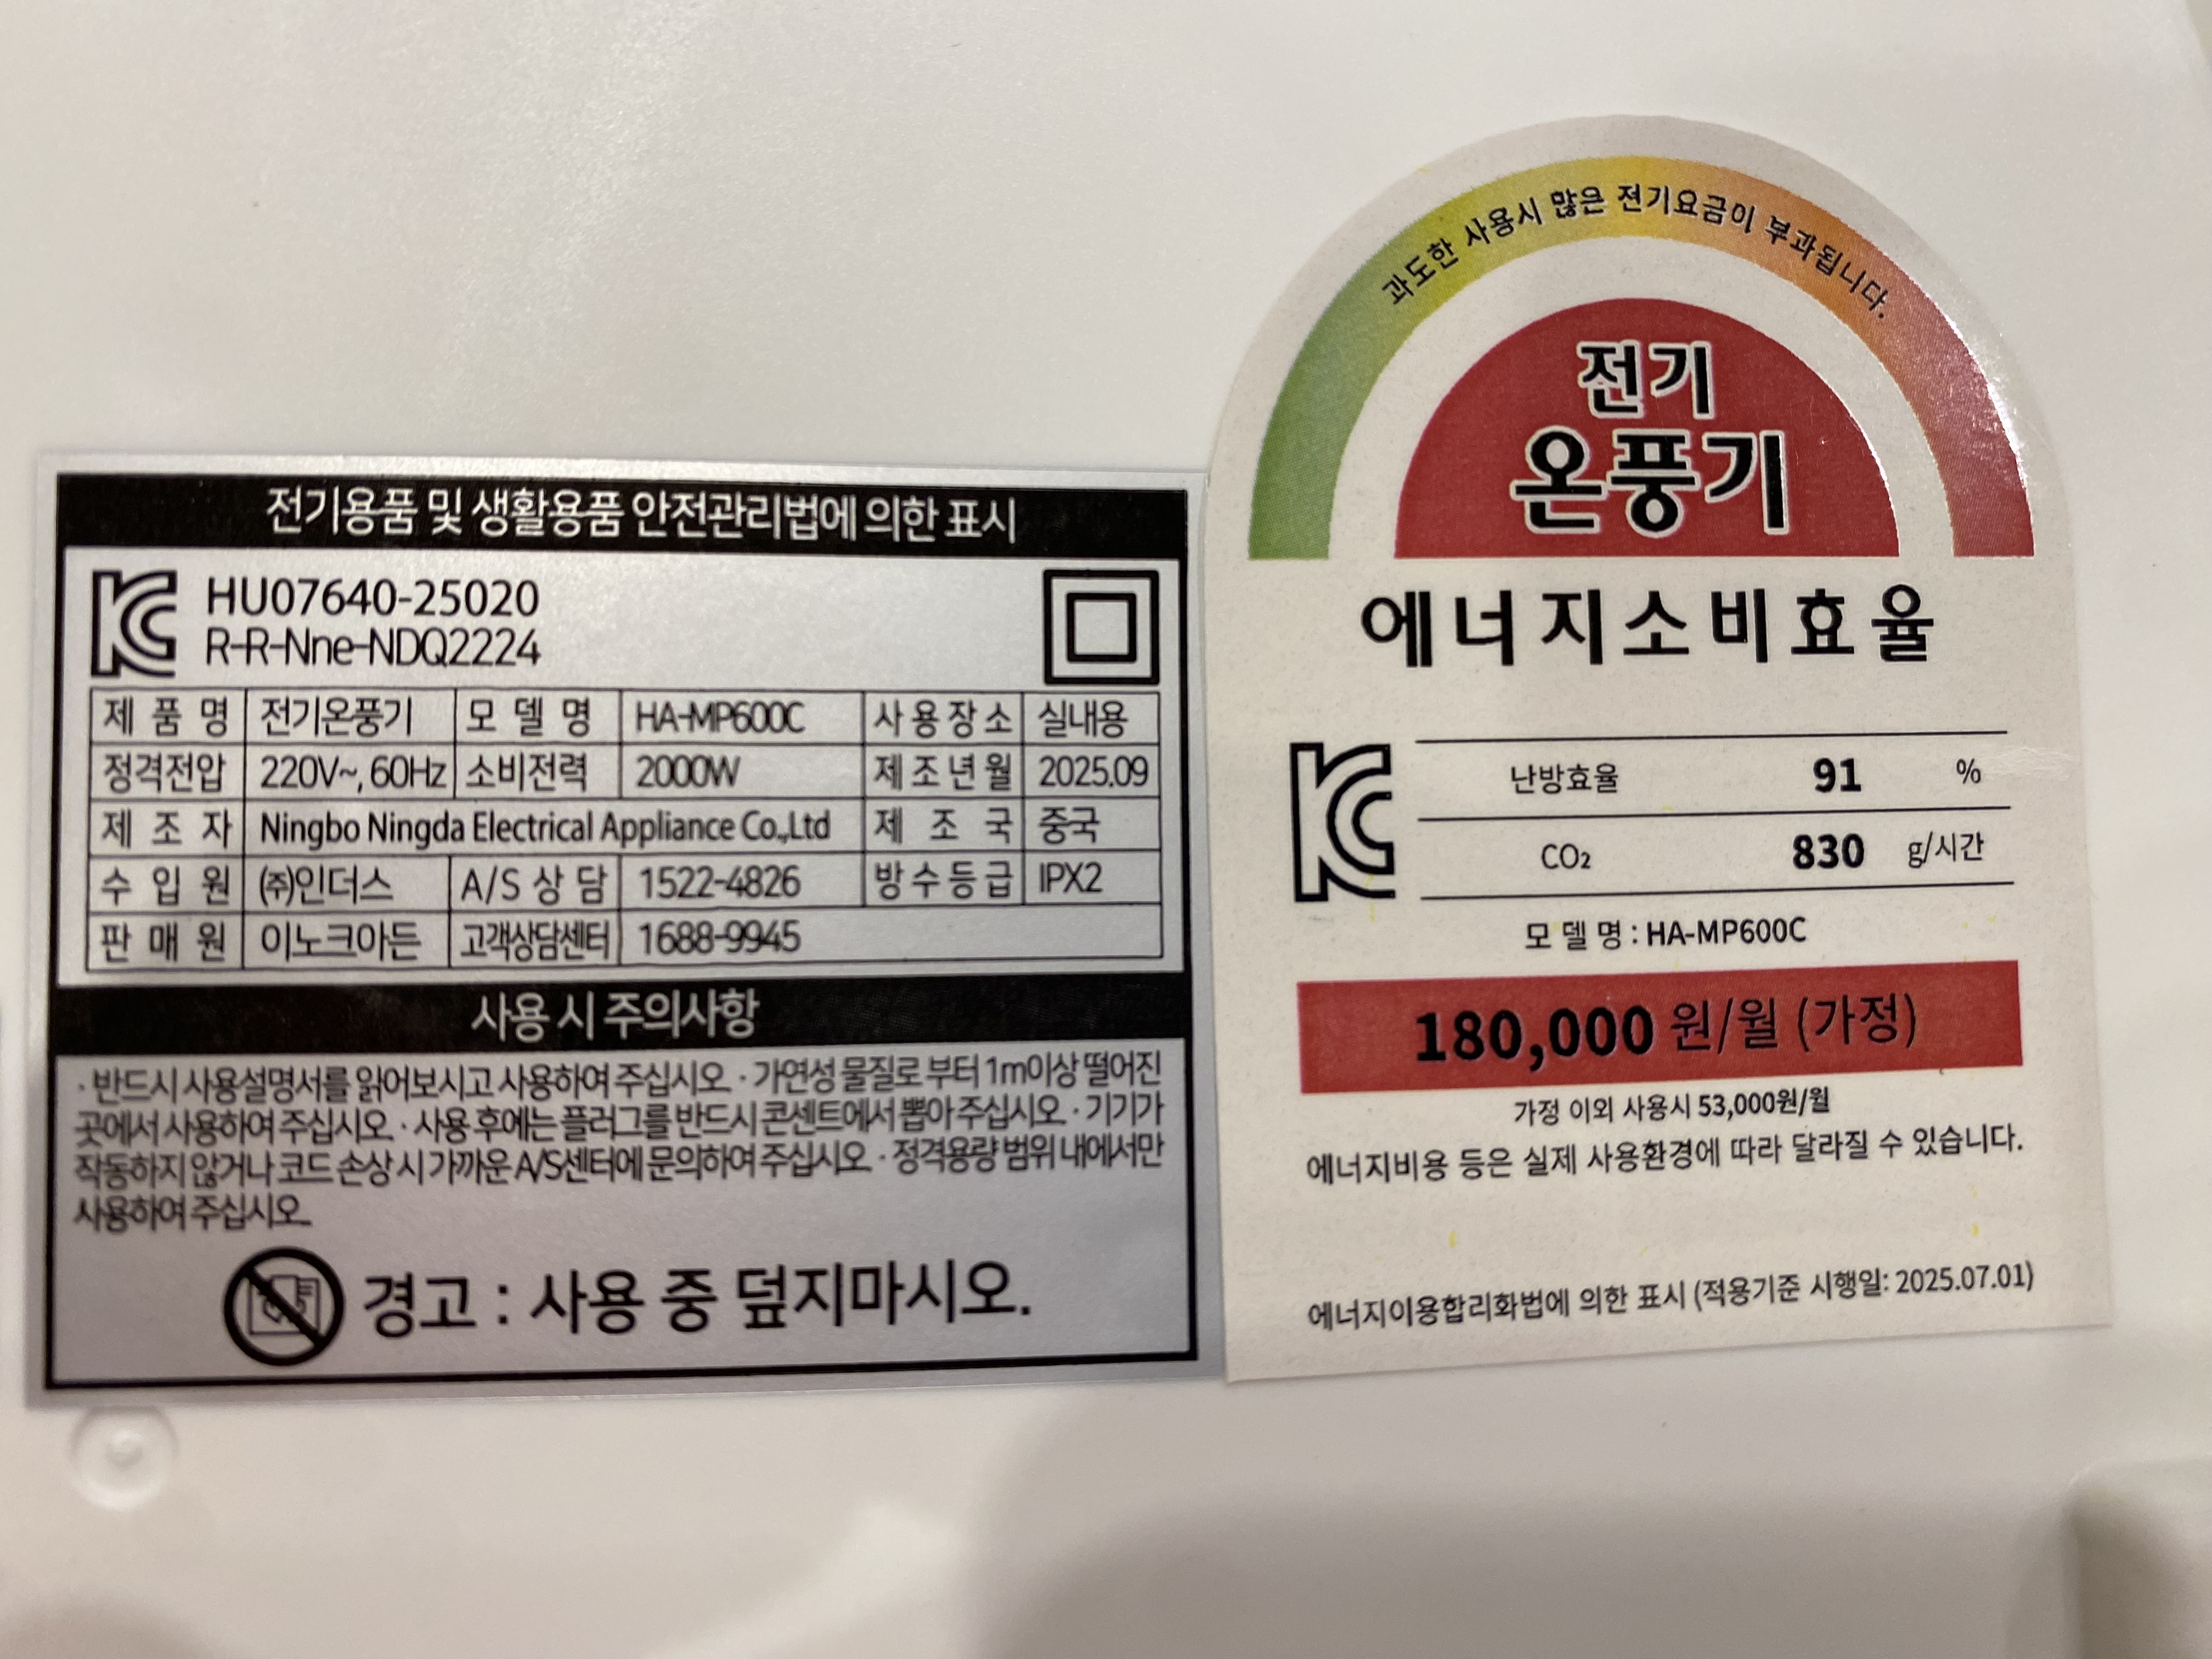 전기용품 및 생활용품 안전관리법에 의한 표시
HU07640-25020
R-R-Nne-NDQ2224
제 품 명 전기온풍기 모 델 명 HA-MP600C 사용장소 실내용
정격전압 220V~, 60Hz 소비전력 2000W 제조년월 2025.09
제 조 자 Ningbo Ningda Electrical Appliance Co.,Ltd 제 조 국 중국
수 입 원 ㈜인더스 A/S 상 담 1522-4826 방수등급 IPX2
판 매 원 이노크아든 고객상담센터 1688-9945
사용 시 주의사항
· 반드시 사용설명서를 읽어보시고 사용하여 주십시오. · 가연성 물질로 부터 1m이상 떨어진
곳에서 사용하여 주십시오. · 사용 후에는 플러그를 반드시 콘센트에서 뽑아 주십시오. · 기기가
작동하지 않거나 코드 손상 시 가까운 A/S센터에 문의하여 주십시오. · 정격용량 범위 내에서만
사용하여 주십시오.
경고 : 사용 중 덮지마시오.
과도한 사용시 많은 전기요금이 부과됩니다.
전기
온풍기
에너지소비효율
난방효율 91 %
CO₂ 830 g/시간
모 델 명 : HA-MP600C
180,000 원/월 (가정)
가정 이외 사용시 53,000원/월
에너지비용 등은 실제 사용환경에 따라 달라질 수 있습니다.
에너지이용합리화법에 의한 표시 (적용기준 시행일: 2025.07.01)